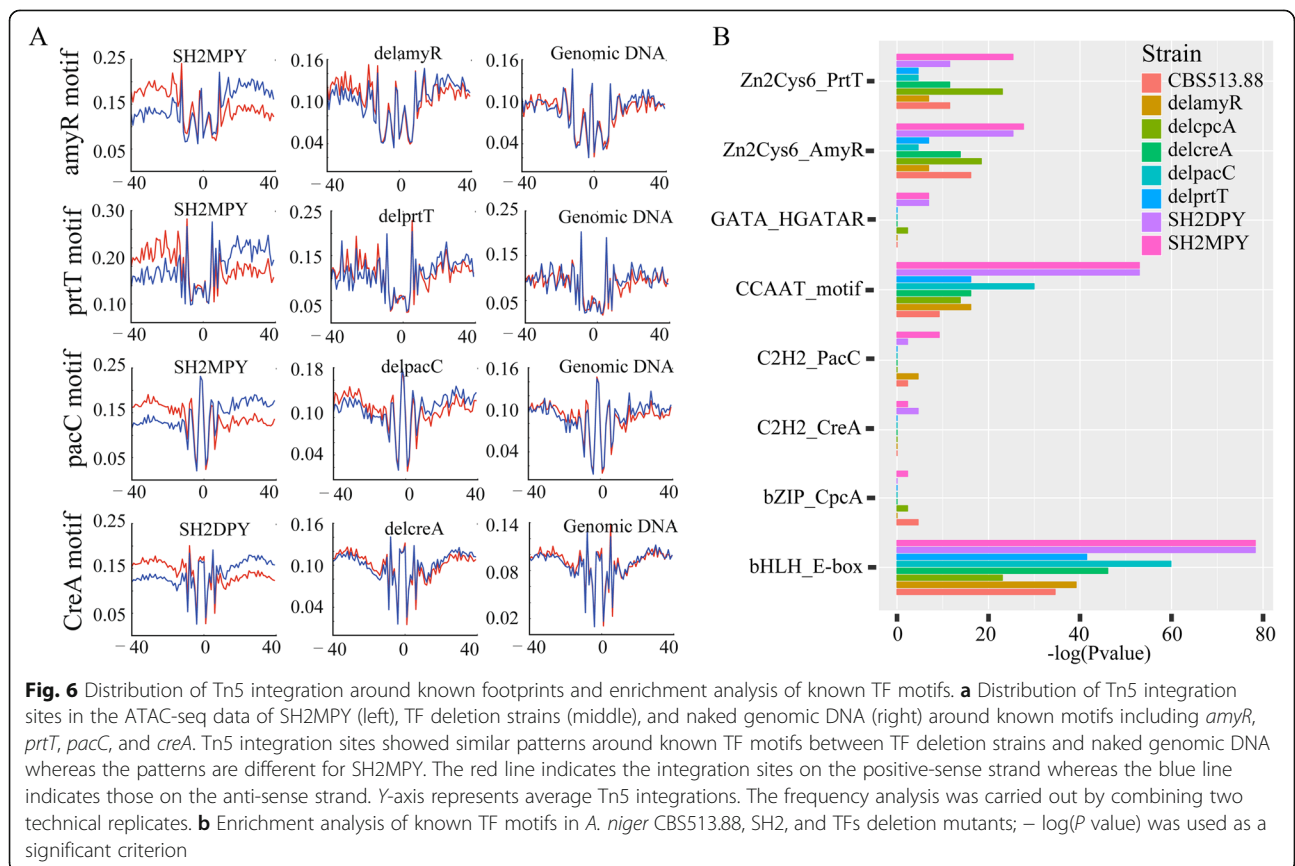 A
SH2MPY
delamyR
Genomic DNA
amyR motif
0.25
0.15
0.05
0.16
0.10
0.04
0.16
0.10
0.04
−40 0 40
−40 0 40
−40 0 40
SH2MPY
delprtT
Genomic DNA
prtT motif
0.30
0.20
0.10
0.16
0.10
0.04
0.16
0.10
0.04
−40 0 40
−40 0 40
−40 0 40
SH2MPY
delpacC
Genomic DNA
pacC motif
0.25
0.15
0.05
0.18
0.10
0.04
0.16
0.10
0.04
−40 0 40
−40 0 40
−40 0 40
SH2DPY
delcreA
Genomic DNA
CreA motif
0.25
0.15
0.05
0.16
0.10
0.04
0.14
0.08
0.02
−40 0 40
−40 0 40
−40 0 40
B
Zn2Cys6_PrtT
Zn2Cys6_AmyR
GATA_HGATAR
CCAAT_motif
C2H2_PacC
C2H2_CreA
bZIP_CpcA
bHLH_E-box
0 20 40 60 80
-log(Pvalue)
Strain
CBS513.88
delamyR
delcpcA
delcreA
delpacC
delprtT
SH2DPY
SH2MPY
Fig. 6 Distribution of Tn5 integration around known footprints and enrichment analysis of known TF motifs. a Distribution of Tn5 integration
sites in the ATAC-seq data of SH2MPY (left), TF deletion strains (middle), and naked genomic DNA (right) around known motifs including amyR,
prtT, pacC, and creA. Tn5 integration sites showed similar patterns around known TF motifs between TF deletion strains and naked genomic DNA
whereas the patterns are different for SH2MPY. The red line indicates the integration sites on the positive-sense strand whereas the blue line
indicates those on the anti-sense strand. Y-axis represents average Tn5 integrations. The frequency analysis was carried out by combining two
technical replicates. b Enrichment analysis of known TF motifs in A. niger CBS513.88, SH2, and TFs deletion mutants; − log(P value) was used as a
significant criterion